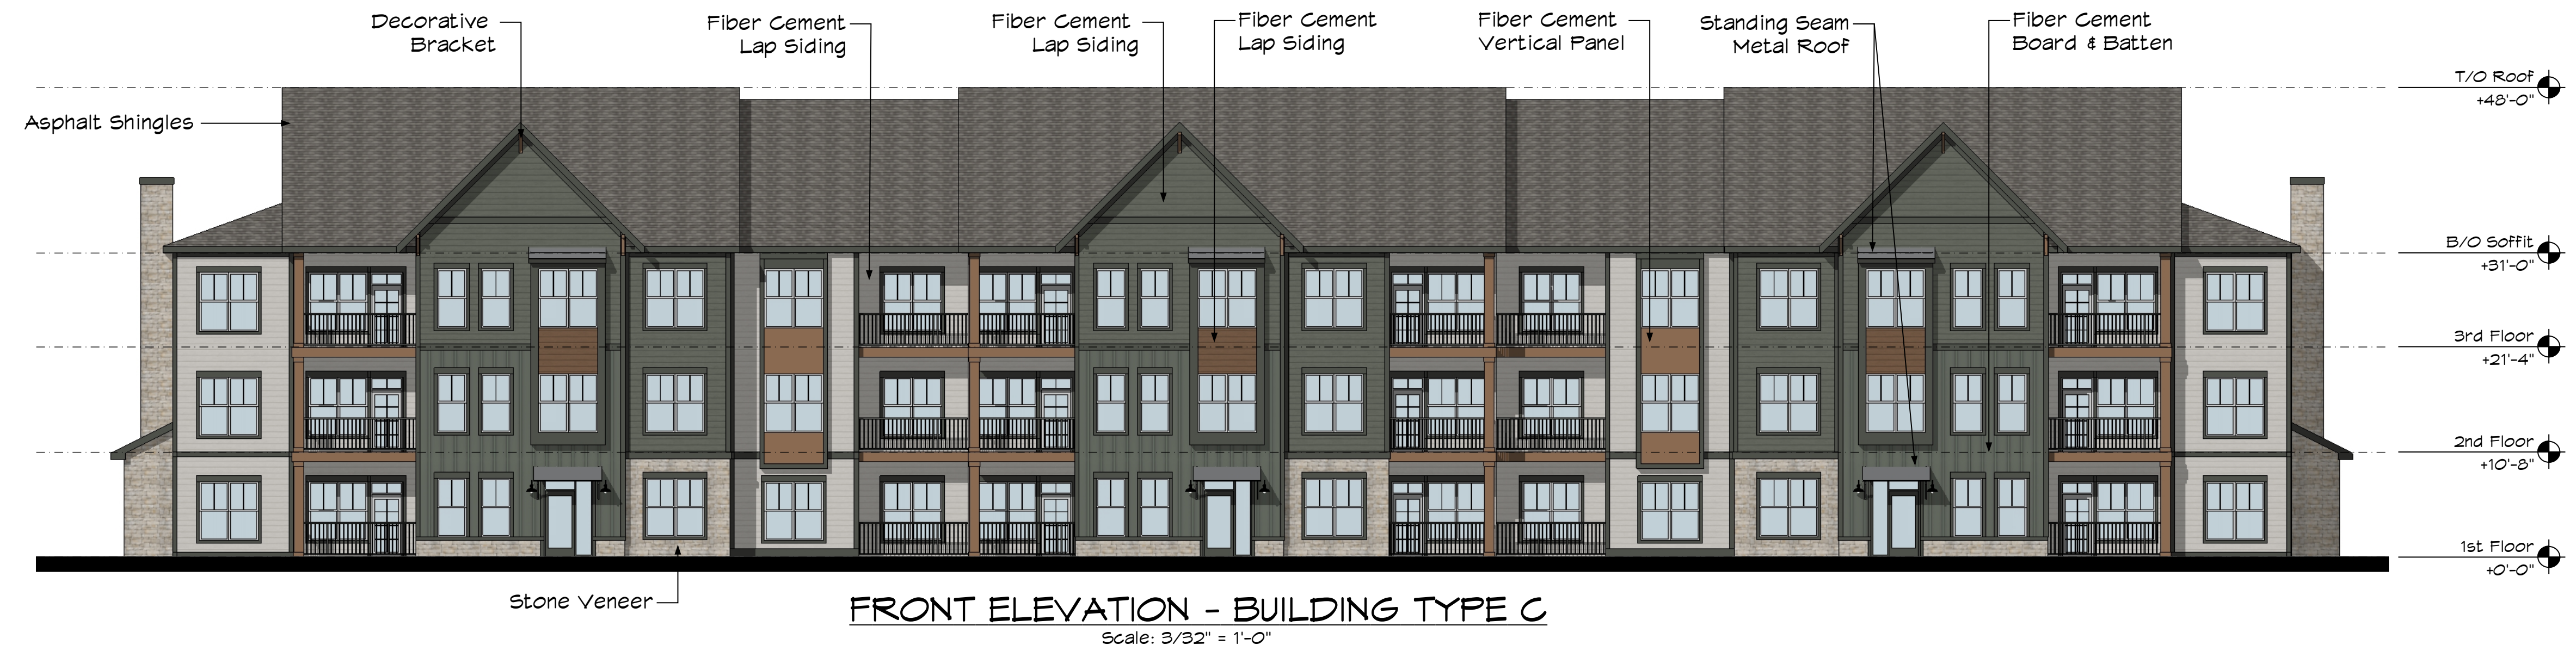 Decorative
Bracket
Fiber Cement
Lap Siding
Fiber Cement
Lap Siding
Fiber Cement
Lap Siding
Fiber Cement
Vertical Panel
Standing Seam
Metal Roof
Fiber Cement
Board & Batten
Asphalt Shingles
T/O Roof
+48'-0"
B/O Soffit
+31'-0"
3rd Floor
+21'-4"
2nd Floor
+10'-8"
1st Floor
+0'-0"
Stone Veneer
FRONT ELEVATION - BUILDING TYPE C
Scale: 3/32" = 1'-0"